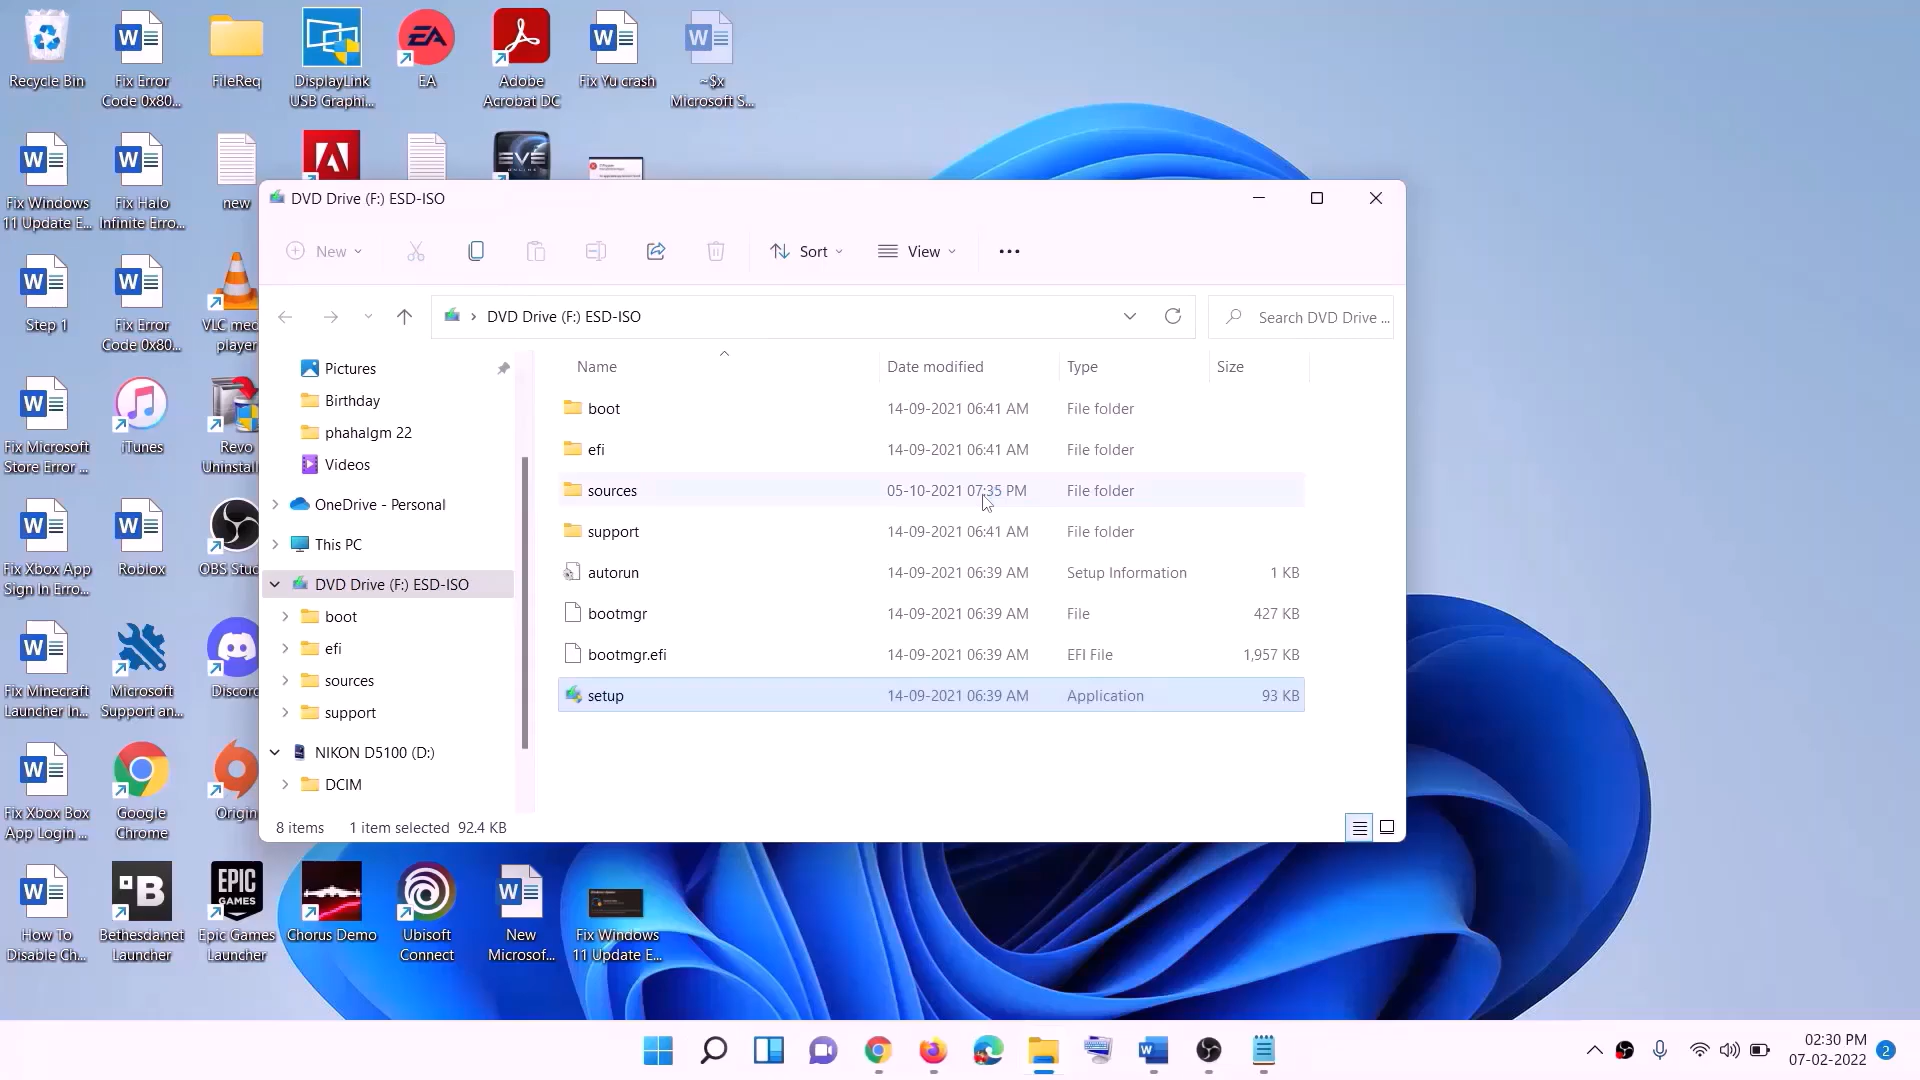 Recycle Bin
Fix Error
Code 0x80...
FileReq
DisplayLink
USB Graphi...
EA
Adobe
Acrobat DC
Fix Yu crash
~$x
Microsoft S...
Fix Windows
11 Update E...
Fix Halo
Infinite Erro...
new
EVE
ONLINE
Step 1
Fix Error
Code 0x80...
VLC med
player
Fix Microsoft
Store Error ...
iTunes
Revo
Uninstal
Fix Xbox App
Sign In Erro...
Roblox
OBS Stud
Fix Minecraft
Launcher In...
Microsoft
Support an...
Discord
Fix Xbox Box
App Login ...
Google
Chrome
Origin
How To
Disable Ch...
Bethesda.net
Launcher
EPIC
GAMES
Epic Games
Launcher
Chorus Demo
Ubisoft
Connect
New
Microsof...
Fix Windows
11 Update E...
DVD Drive (F:) ESD-ISO
New
Sort
View
DVD Drive (F:) ESD-ISO
Search DVD Drive ...
Pictures
Birthday
phahalgm 22
Videos
OneDrive - Personal
This PC
DVD Drive (F:) ESD-ISO
boot
efi
sources
support
NIKON D5100 (D:)
DCIM
Name Date modified Type Size
boot 14-09-2021 06:41 AM File folder
efi 14-09-2021 06:41 AM File folder
sources 05-10-2021 07:35 PM File folder
support 14-09-2021 06:41 AM File folder
autorun 14-09-2021 06:39 AM Setup Information 1 KB
bootmgr 14-09-2021 06:39 AM File 427 KB
bootmgr.efi 14-09-2021 06:39 AM EFI File 1,957 KB
setup 14-09-2021 06:39 AM Application 93 KB
8 items 1 item selected 92.4 KB
02:30 PM
07-02-2022
2